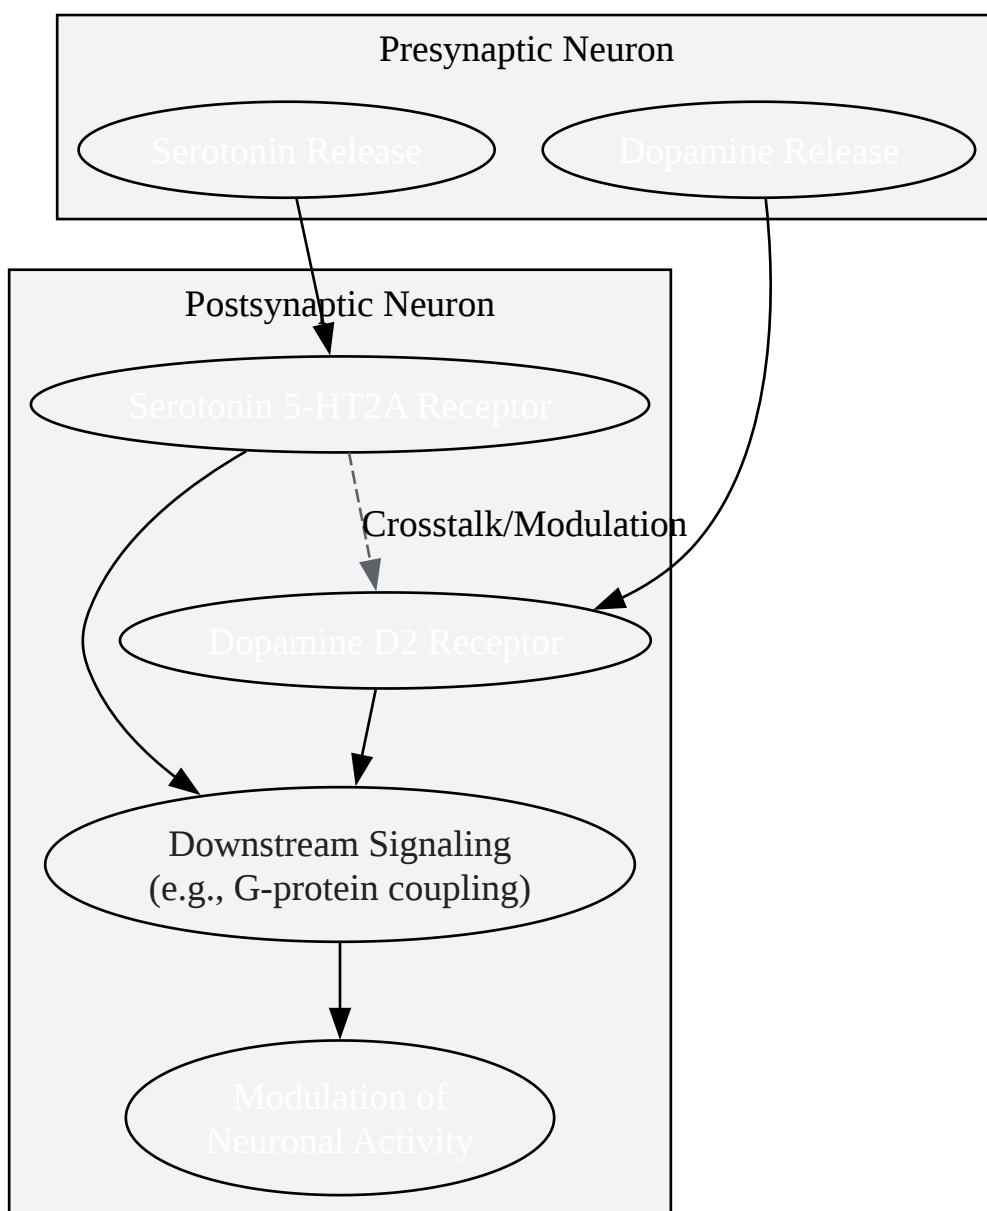 Presynaptic Neuron
Serotonin Release
Dopamine Release
Postsynaptic Neuron
Serotonin 5-HT2A Receptor
Crosstalk/Modulation
Dopamine D2 Receptor
Downstream Signaling
(e.g., G-protein coupling)
Modulation of
Neuronal Activity